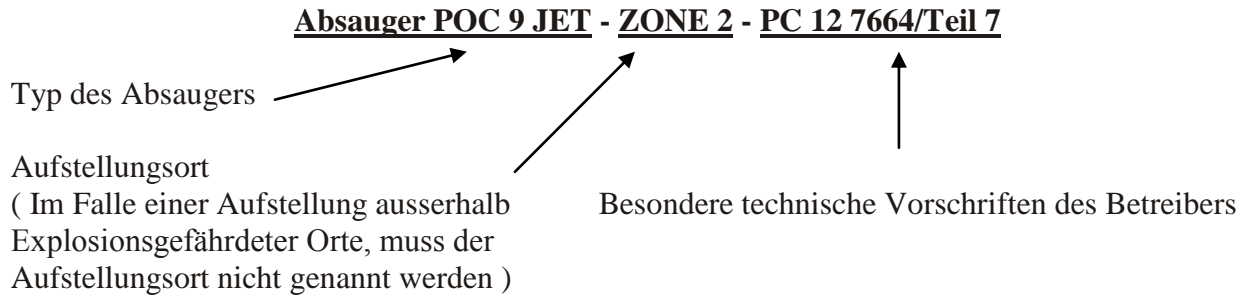 Absauger POC 9 JET - ZONE 2 - PC 12 7664/Teil 7
Typ des Absaugers
Aufstellungsort
( Im Falle einer Aufstellung ausserhalb
Explosionsgefährdeter Orte, muss der
Aufstellungsort nicht genannt werden )
Besondere technische Vorschriften des Betreibers